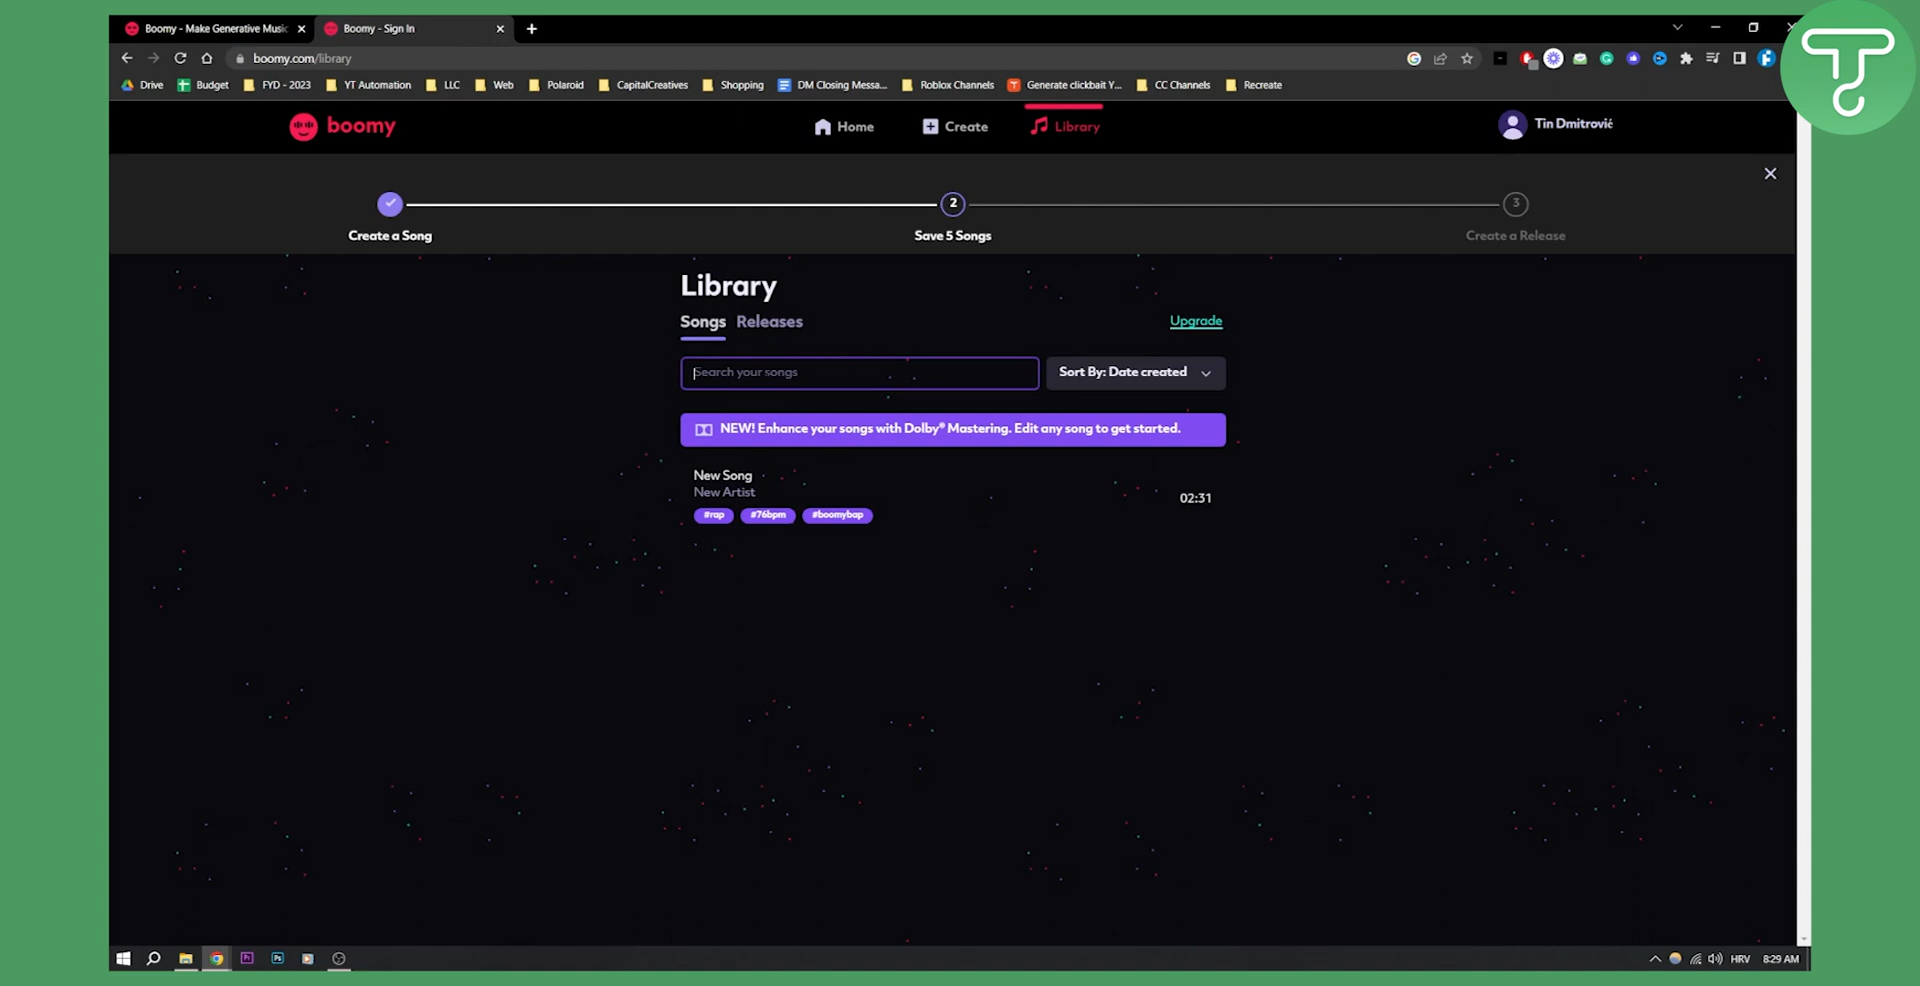 Boomy - Make Generative Music
Boomy - Sign In
boomy.com/library
Drive
Budget
FYD - 2023
YT Automation
LLC
Web
Polaroid
CapitalCreatives
Shopping
DM Closing Messa...
Roblox Channels
Generate clickbait Y...
CC Channels
Recreate
boomy
Home
Create
Library
Tin Dmitrović
2
3
Create a Song
Save 5 Songs
Create a Release
Library
Songs
Releases
Upgrade
Search your songs
Sort By: Date created
NEW! Enhance your songs with Dolby® Mastering. Edit any song to get started.
New Song
New Artist
02:31
#rap
#76bpm
#boomybap
Pr
Ps
HRV
8:29 AM